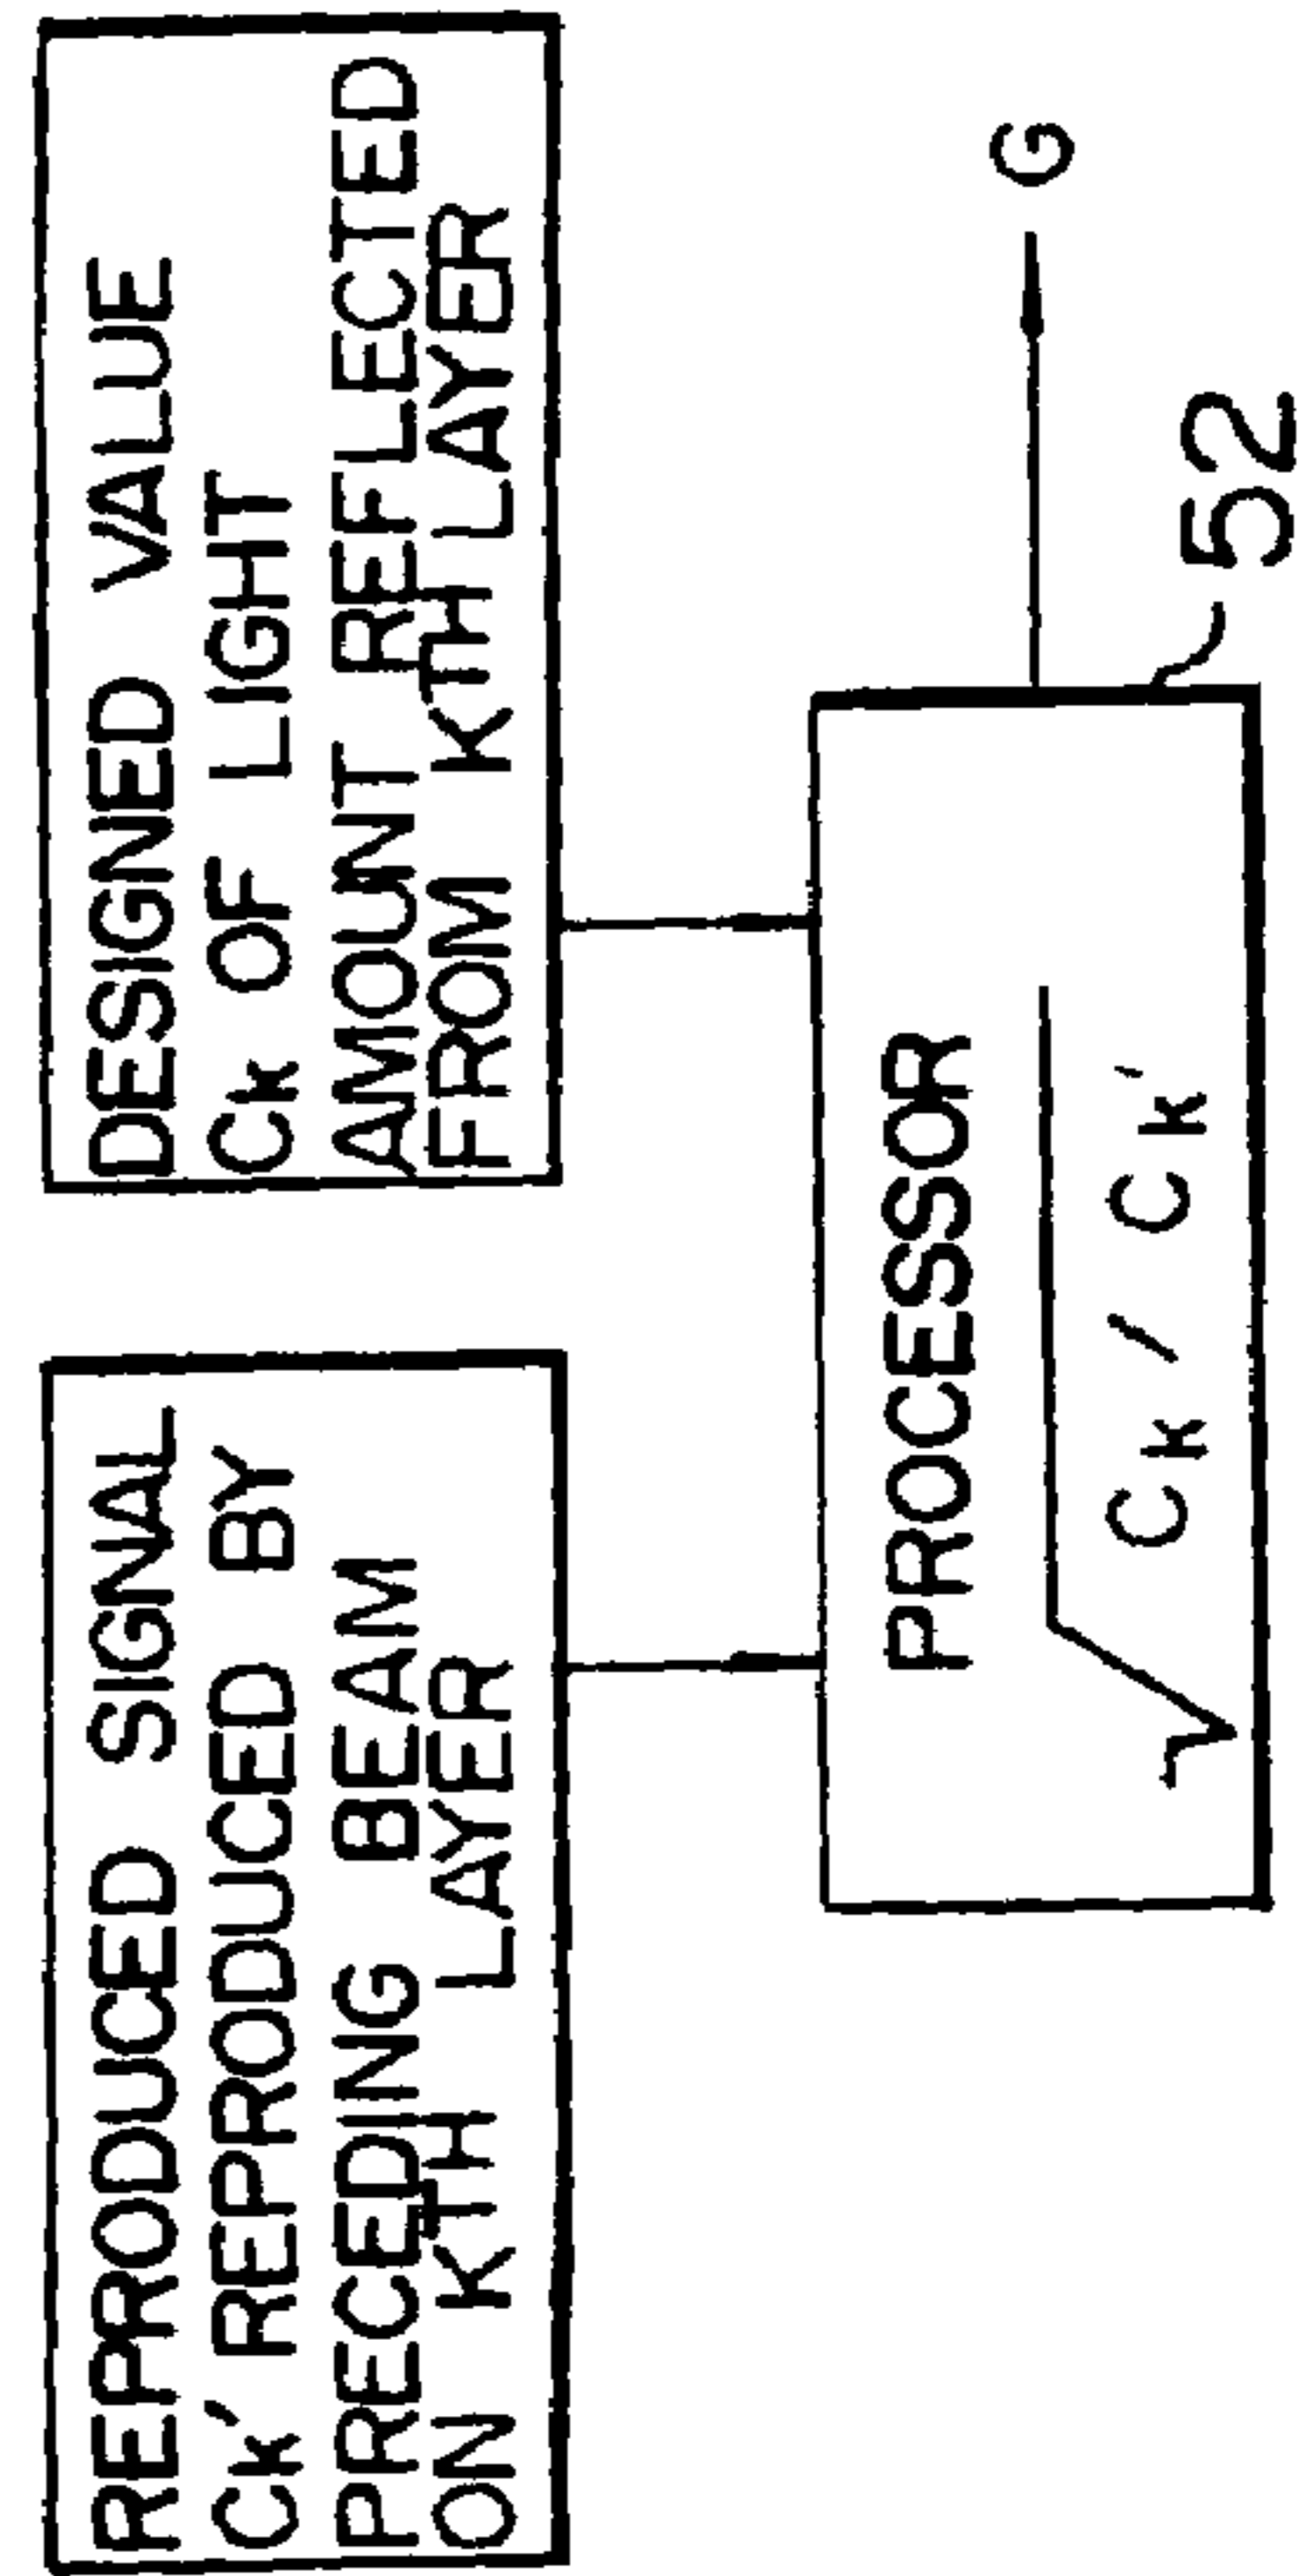 REPRODUCED SIGNAL
Ck' REPRODUCED BY
PRECEDING BEAM
ON KTH LAYER
DESIGNED VALUE
Ck OF LIGHT
AMOUNT REFLECTED
FROM KTH LAYER
PROCESSOR
√Ck / Ck'
G
52